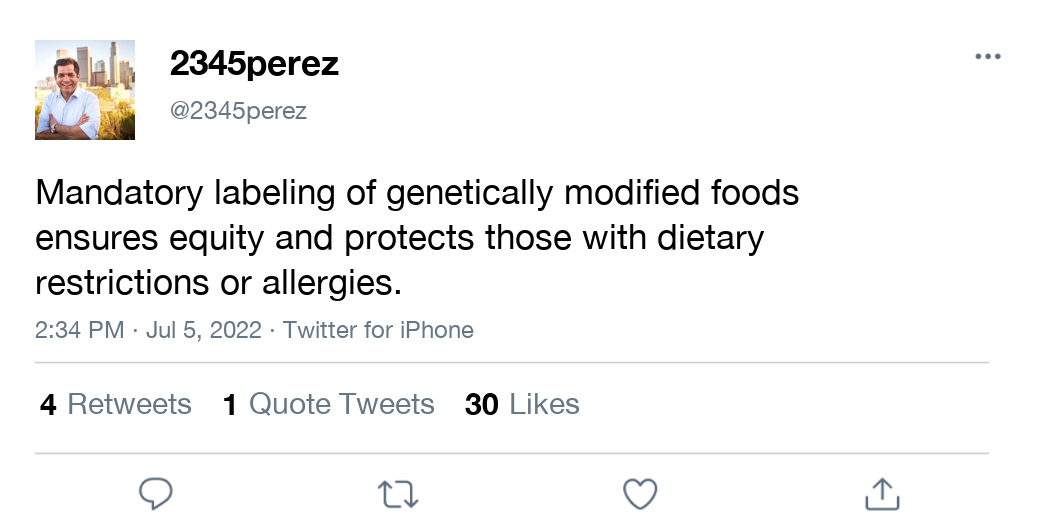 2345perez
@2345perez
Mandatory labeling of genetically modified foods
ensures equity and protects those with dietary
restrictions or allergies.
2:34 PM · Jul 5, 2022 · Twitter for iPhone
4 Retweets 1 Quote Tweets 30 Likes